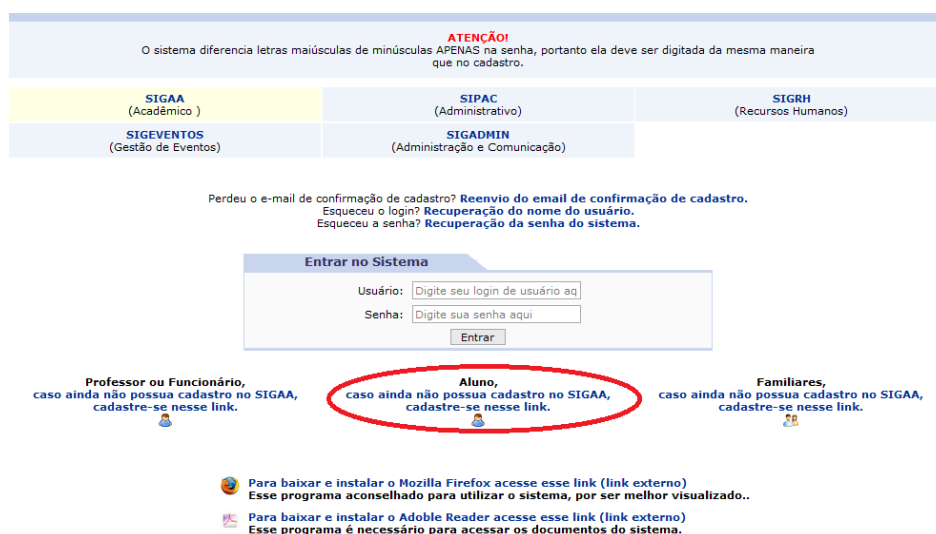 ATENÇÃO!
O sistema diferencia letras maiúsculas de minúsculas APENAS na senha, portanto ela deve ser digitada da mesma maneira
que no cadastro.
SIGAA
(Acadêmico )
SIPAC
(Administrativo)
SIGRH
(Recursos Humanos)
SIGEVENTOS
(Gestão de Eventos)
SIGADMIN
(Administração e Comunicação)
Perdeu o e-mail de confirmação de cadastro? Reenvio do email de confirmação de cadastro.
Esqueceu o login? Recuperação do nome do usuário.
Esqueceu a senha? Recuperação da senha do sistema.
Entrar no Sistema
Usuário: Digite seu login de usuário aq
Senha: Digite sua senha aqui
Entrar
Professor ou Funcionário,
caso ainda não possua cadastro no SIGAA,
cadastre-se nesse link.
Aluno,
caso ainda não possua cadastro no SIGAA,
cadastre-se nesse link.
Familiares,
caso ainda não possua cadastro no SIGAA,
cadastre-se nesse link.
Para baixar e instalar o Mozilla Firefox acesse esse link (link externo)
Esse programa aconselhado para utilizar o sistema, por ser melhor visualizado..
Para baixar e instalar o Adoble Reader acesse esse link (link externo)
Esse programa é necessário para acessar os documentos do sistema.